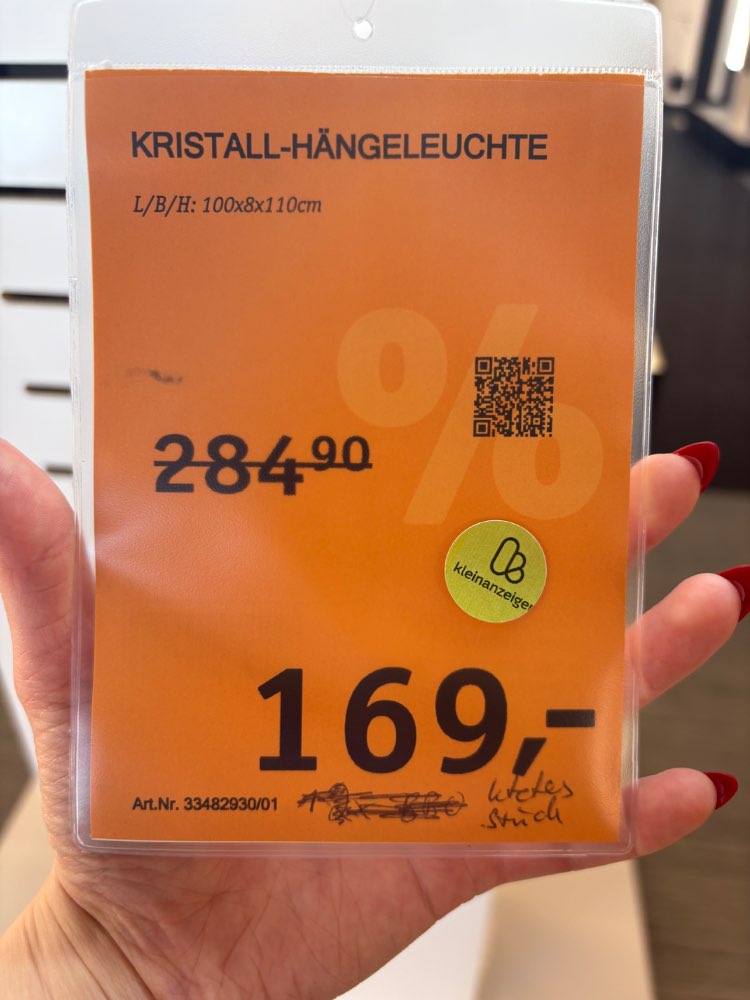 KRISTALL-HÄNGELEUCHTE
L/B/H: 100x8x110cm
%
284 90
kleinanzeigen
169,-
Art.Nr. 33482930/01
letztes
Stück